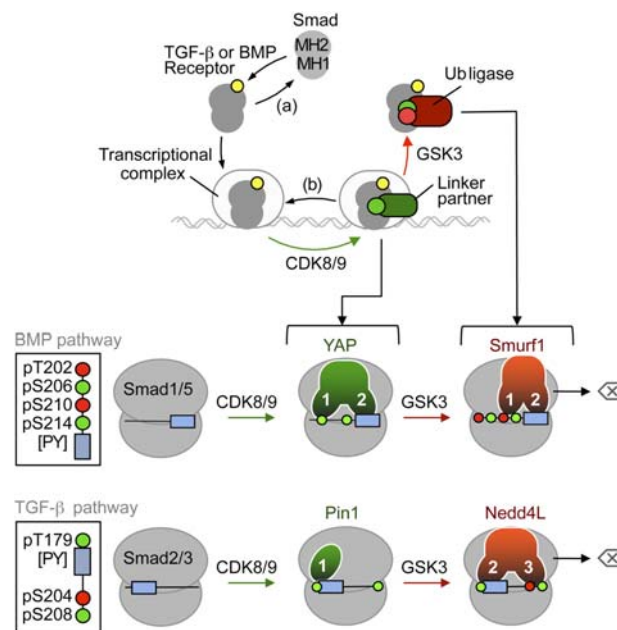 Smad
MH2
MH1
TGF-β or BMP
Receptor
(a)
Ub ligase
GSK3
Transcriptional
complex
(b)
Linker
partner
CDK8/9
BMP pathway
YAP
Smurf1
pT202
pS206
pS210
pS214
[PY]
Smad1/5
CDK8/9
1 2
GSK3
1 2
TGF-β pathway
Pin1
Nedd4L
pT179
[PY]
pS204
pS208
Smad2/3
CDK8/9
1
GSK3
2 3